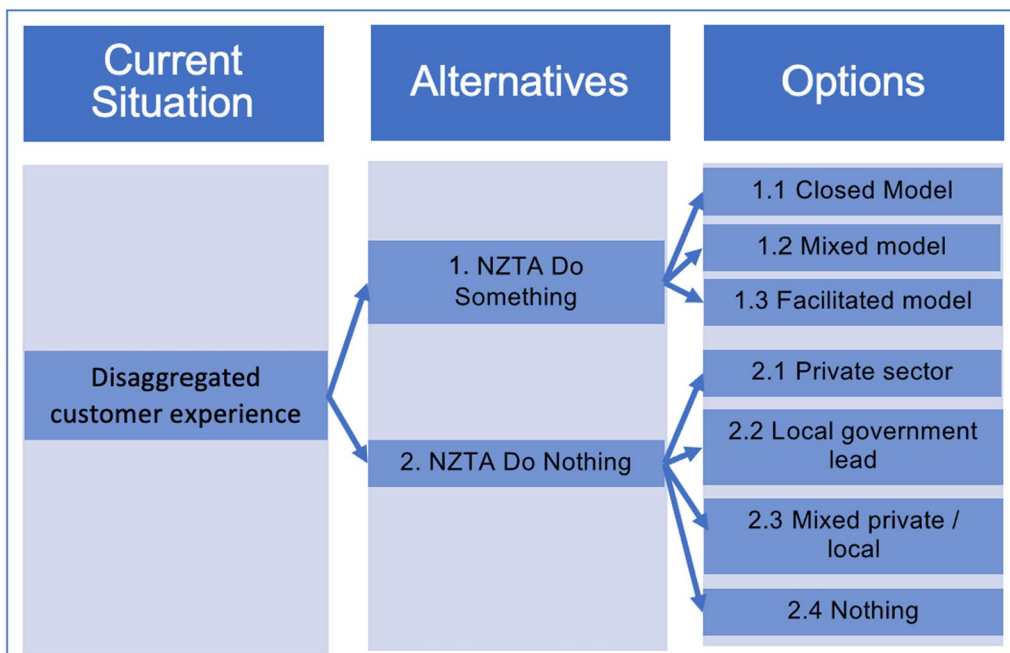 Current
Situation
Alternatives
Options
Disaggregated
customer experience
1. NZTA Do
Something
2. NZTA Do Nothing
1.1 Closed Model
1.2 Mixed model
1.3 Facilitated model
2.1 Private sector
2.2 Local government
lead
2.3 Mixed private /
local
2.4 Nothing